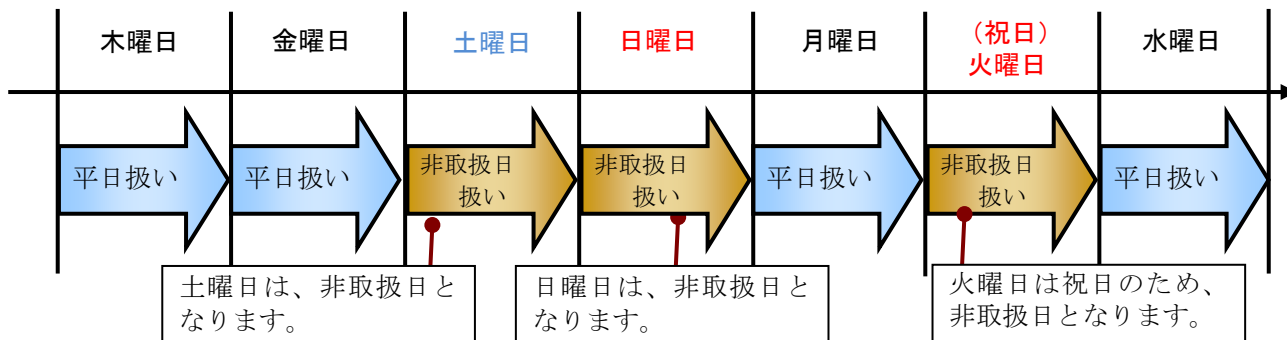 木曜日
金曜日
土曜日
日曜日
月曜日
（祝日）
火曜日
水曜日
平日扱い
平日扱い
非取扱日
扱い
非取扱日
扱い
平日扱い
非取扱日
扱い
平日扱い
土曜日は、非取扱日と
なります。
日曜日は、非取扱日と
なります。
火曜日は祝日のため、
非取扱日となります。